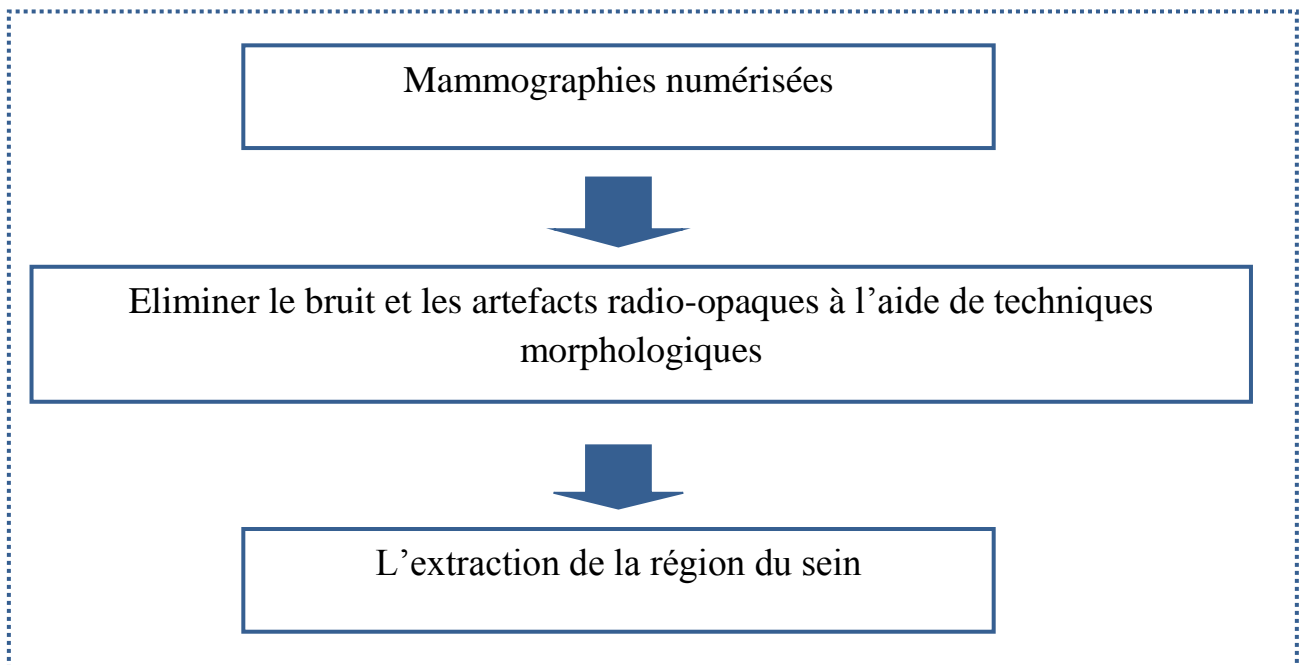 Mammographies numérisées
Eliminer le bruit et les artefacts radio-opaques à l’aide de techniques
morphologiques
L’extraction de la région du sein